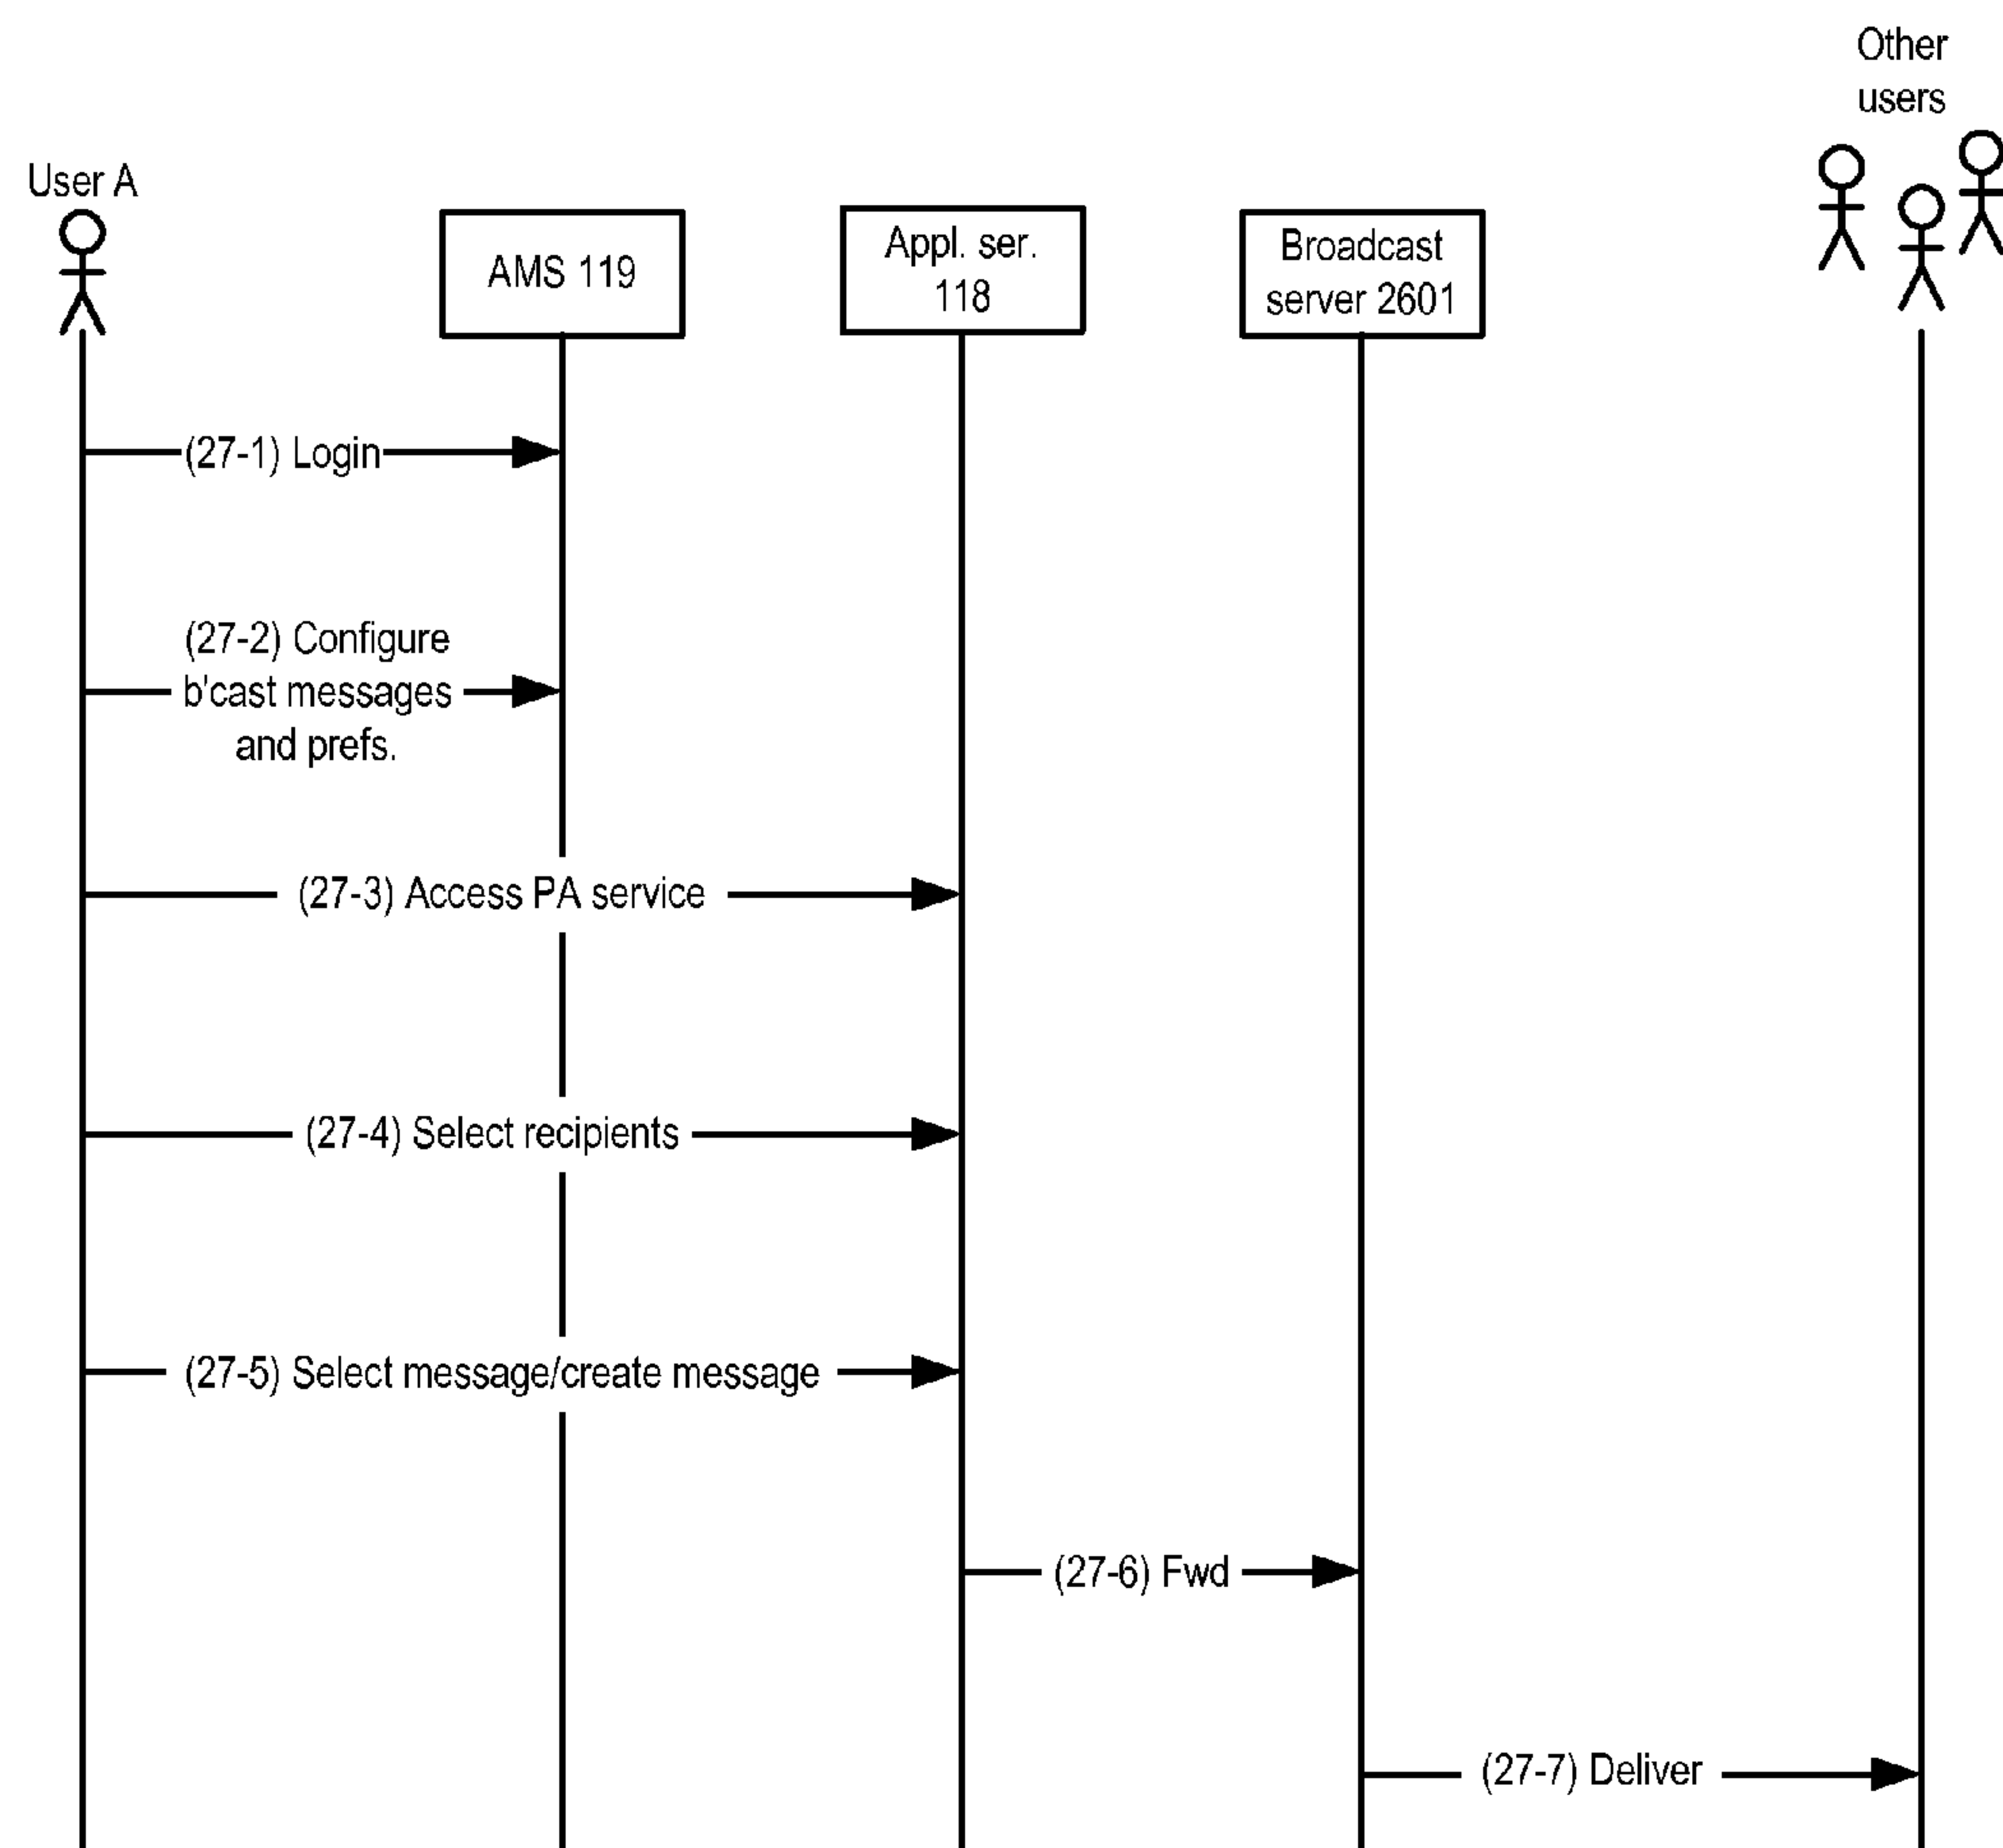 Other
users
User A
AMS 119
Appl. ser.
118
Broadcast
server 2601
(27-1) Login
(27-2) Configure
b'cast messages
and prefs.
(27-3) Access PA service
(27-4) Select recipients
(27-5) Select message/create message
(27-6) Fwd
(27-7) Deliver